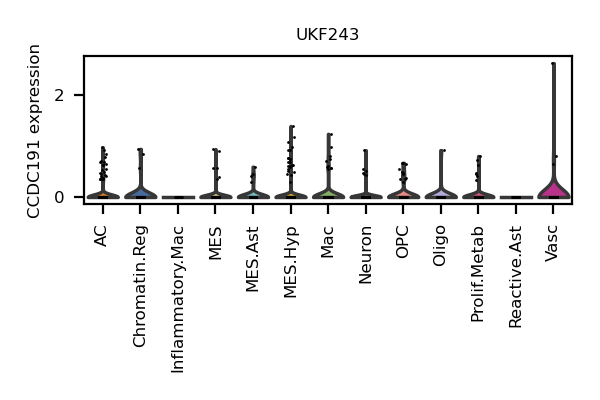 UKF243
CCDC191 expression
2
0
AC
Chromatin.Reg
Inflammatory.Mac
MES
MES.Ast
MES.Hyp
Mac
Neuron
OPC
Oligo
Prolif.Metab
Reactive.Ast
Vasc